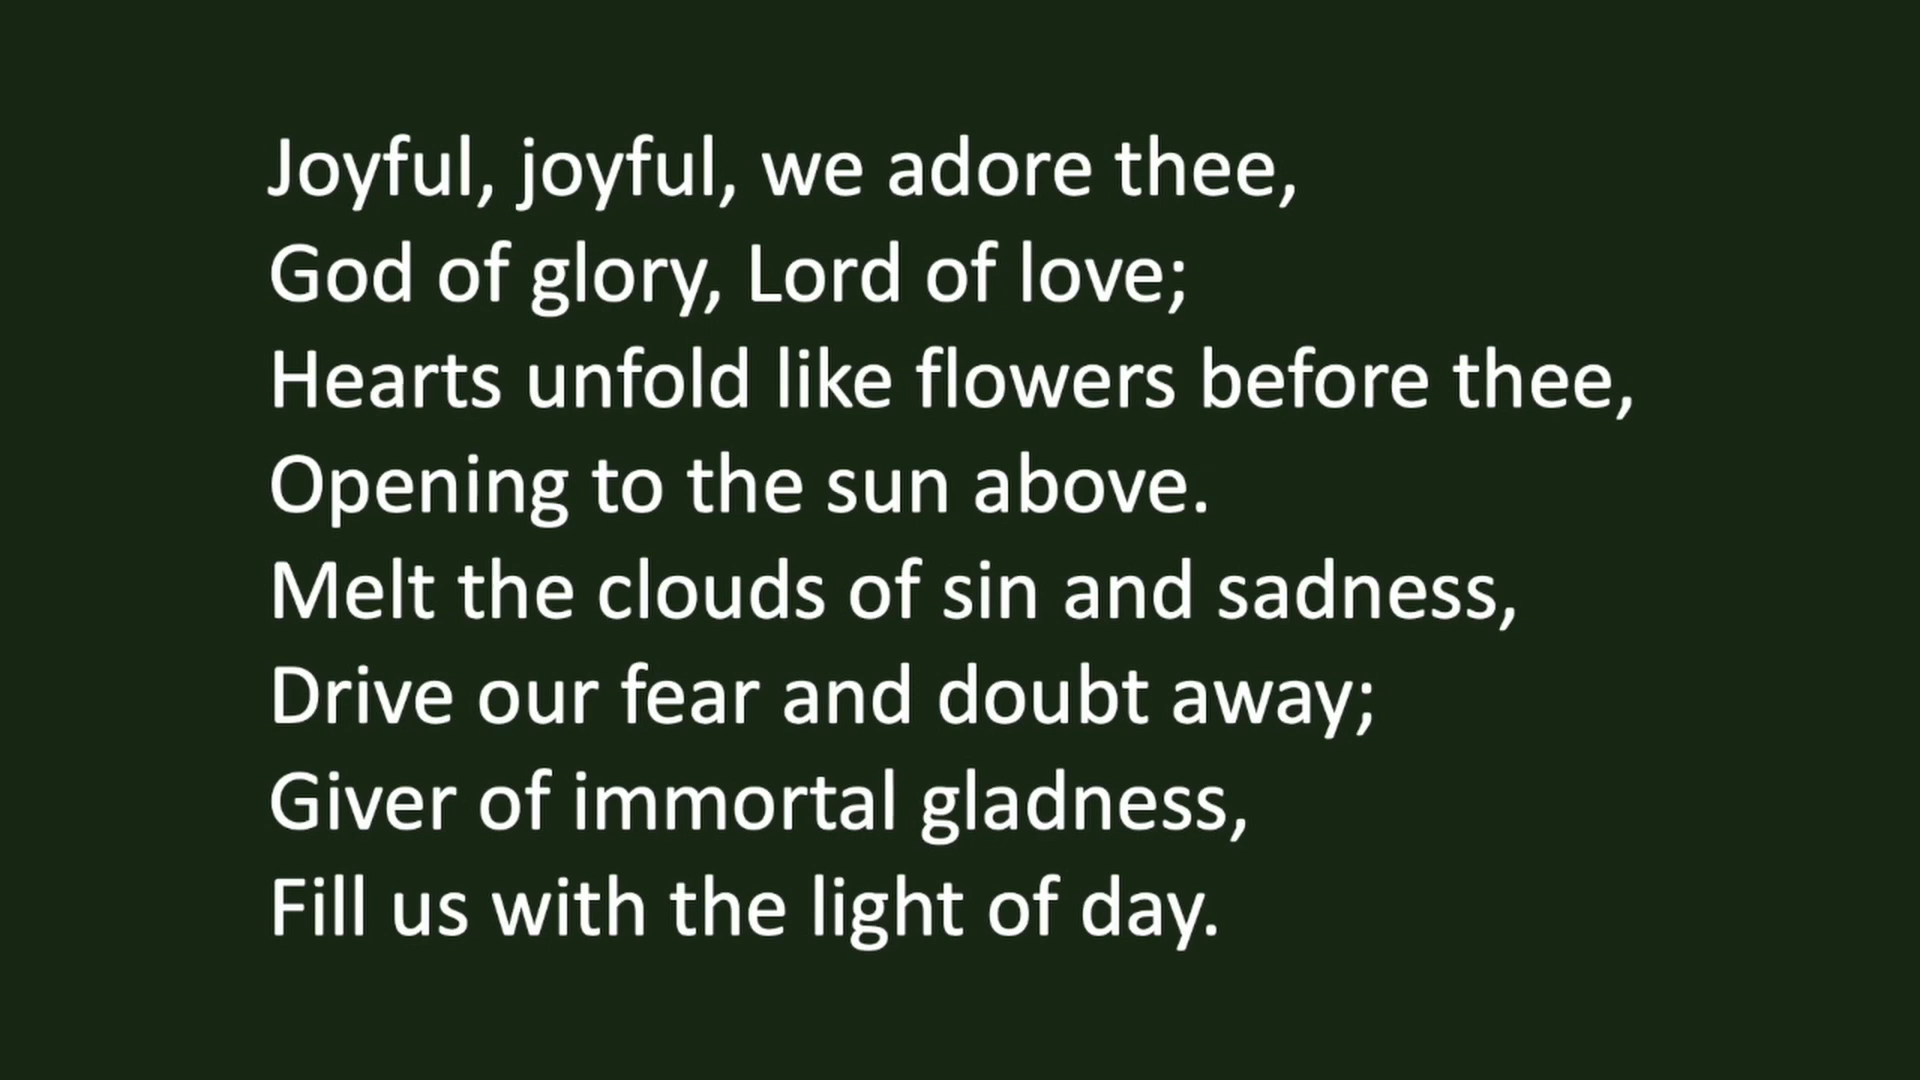 Joyful, joyful, we adore thee,
God of glory, Lord of love;
Hearts unfold like flowers before thee,
Opening to the sun above.
Melt the clouds of sin and sadness,
Drive our fear and doubt away;
Giver of immortal gladness,
Fill us with the light of day.